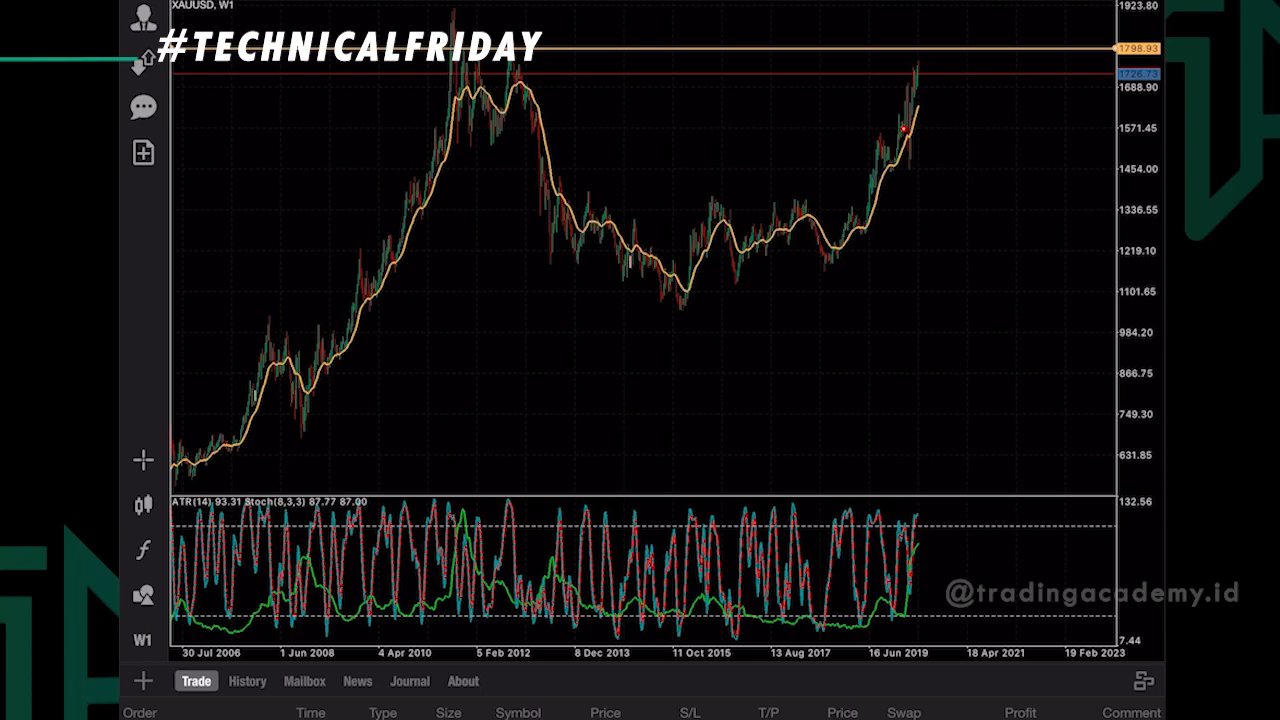 XAUUSD, W1
#TECHNICALFRIDAY
1923.80
1798.93
1726.73
1688.90
1571.45
1454.00
1336.55
1219.10
1101.65
984.20
866.75
749.30
631.85
ATR(14) 93.31 Stoch(8,3,3) 87.77 87.00
132.56
@tradingacademy.id
7.44
W1
30 Jul 2006 1 Jun 2008 4 Apr 2010 5 Feb 2012 8 Dec 2013 11 Oct 2015 13 Aug 2017 16 Jun 2019 18 Apr 2021 19 Feb 2023
Trade History Mailbox News Journal About
Order Time Type Size Symbol Price S/L T/P Price Swap Profit Comment